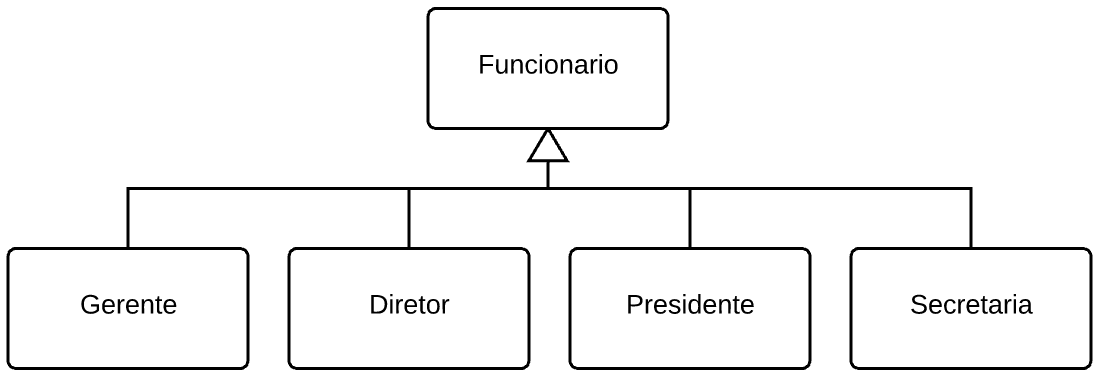 Funcionario
Gerente
Diretor
Presidente
Secretaria